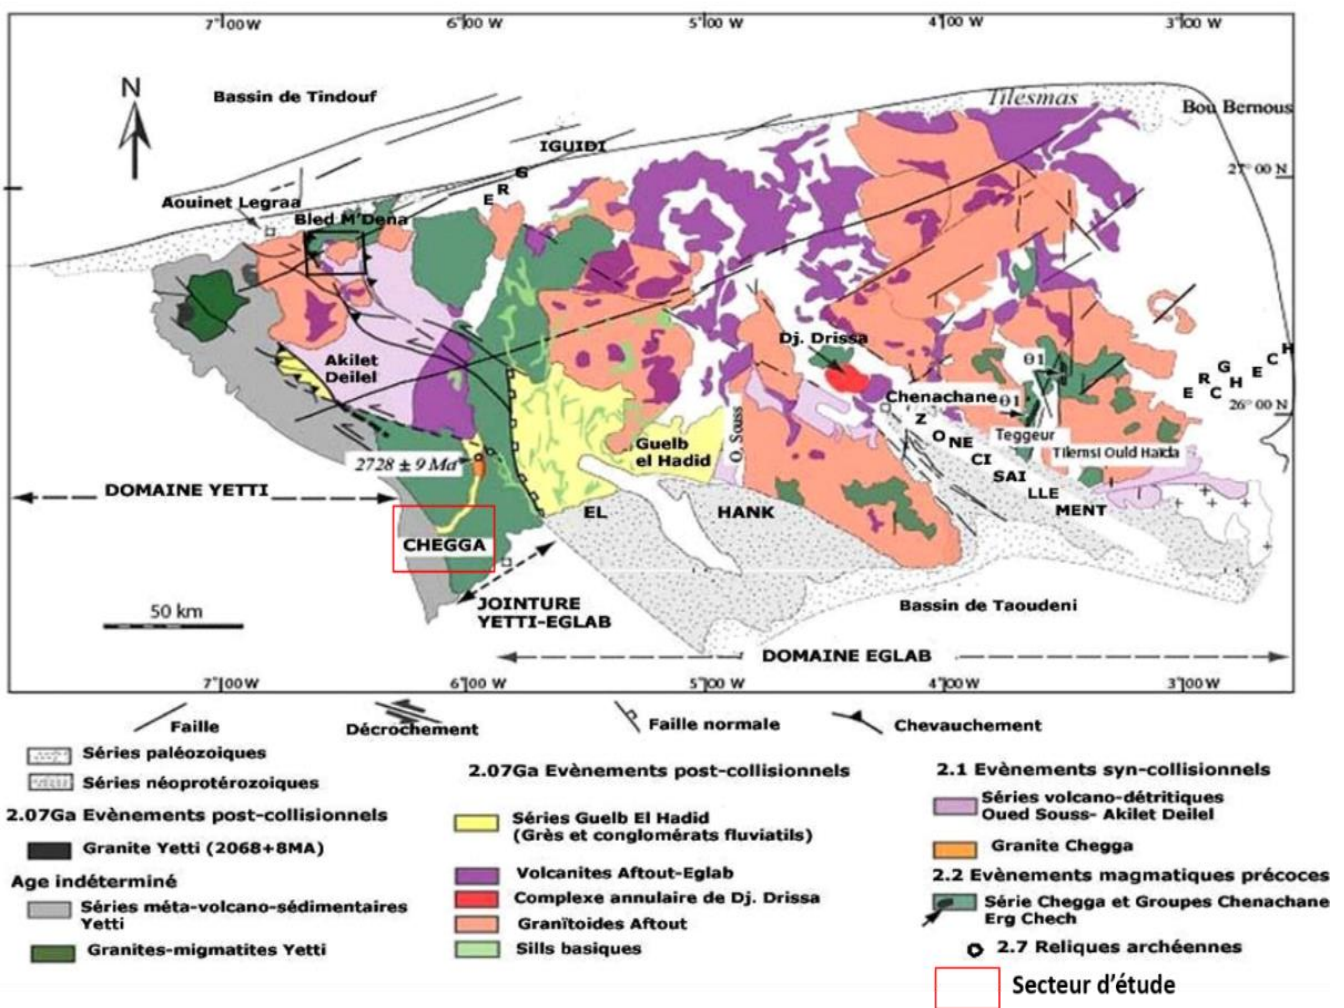 7°00 W 6°00 W 5°00 W 4°00 W 3°00 W
N
Bassin de Tindouf
Tilesmas
Bou Bernous
IGUIDI
27° 00 N
ERG
Aouinet Legraa
Bled M'Dena
Dj. Drissa
Akilet
Deilel
Θ1
ERG CHECH
Chenachane
Θ1
26° 00 N
O. Souss
Teggeur
Tilemsi Ould Haïda
Guelb
el Hadid
2728 ± 9 Ma
ZONE CISAILLEMENT
DOMAINE YETTI
EL HANK
CHEGGA
50 km
JOINTURE
YETTI-EGLAB
Bassin de Taoudeni
DOMAINE EGLAB
7°00 W 6°00 W 5°00 W 4°00 W 3°00 W
Faille
Décrochement
Faille normale
Chevauchement
Séries paléozoiques
Séries néoprotérozoiques
2.07Ga Evènements post-collisionnels
Granite Yetti (2068+8MA)
Age indéterminé
Séries méta-volcano-sédimentaires
Yetti
Granites-migmatites Yetti
2.07Ga Evènements post-collisionnels
Séries Guelb El Hadid
(Grès et conglomérats fluviatils)
Volcanites Aftout-Eglab
Complexe annulaire de Dj. Drissa
Granïtoides Aftout
Sills basiques
2.1 Evènements syn-collisionnels
Séries volcano-détritiques
Oued Souss- Akilet Deilel
Granite Chegga
2.2 Evènements magmatiques précoces
Série Chegga et Groupes Chenachane
Erg Chech
2.7 Reliques archéennes
Secteur d'étude